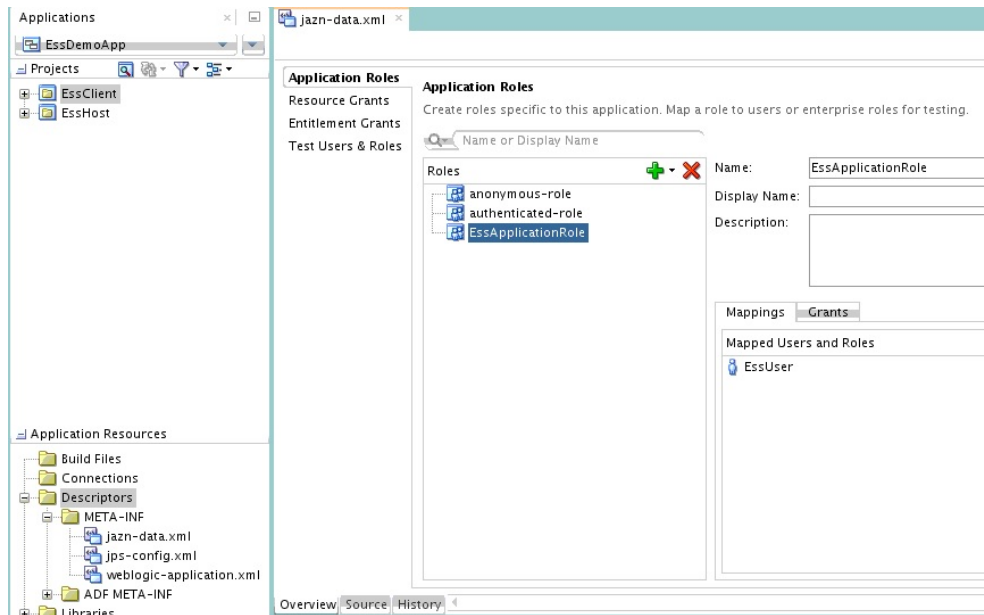 Applications
EssDemoApp
Projects
EssClient
EssHost
Application Resources
Build Files
Connections
Descriptors
META-INF
jazn-data.xml
jps-config.xml
weblogic-application.xml
ADF META-INF
Libraries
jazn-data.xml
Application Roles
Resource Grants
Entitlement Grants
Test Users & Roles
Application Roles
Create roles specific to this application. Map a role to users or enterprise roles for testing.
Name or Display Name
Roles
anonymous-role
authenticated-role
EssApplicationRole
Name: EssApplicationRole
Display Name:
Description:
Mappings Grants
Mapped Users and Roles
EssUser
Overview Source History